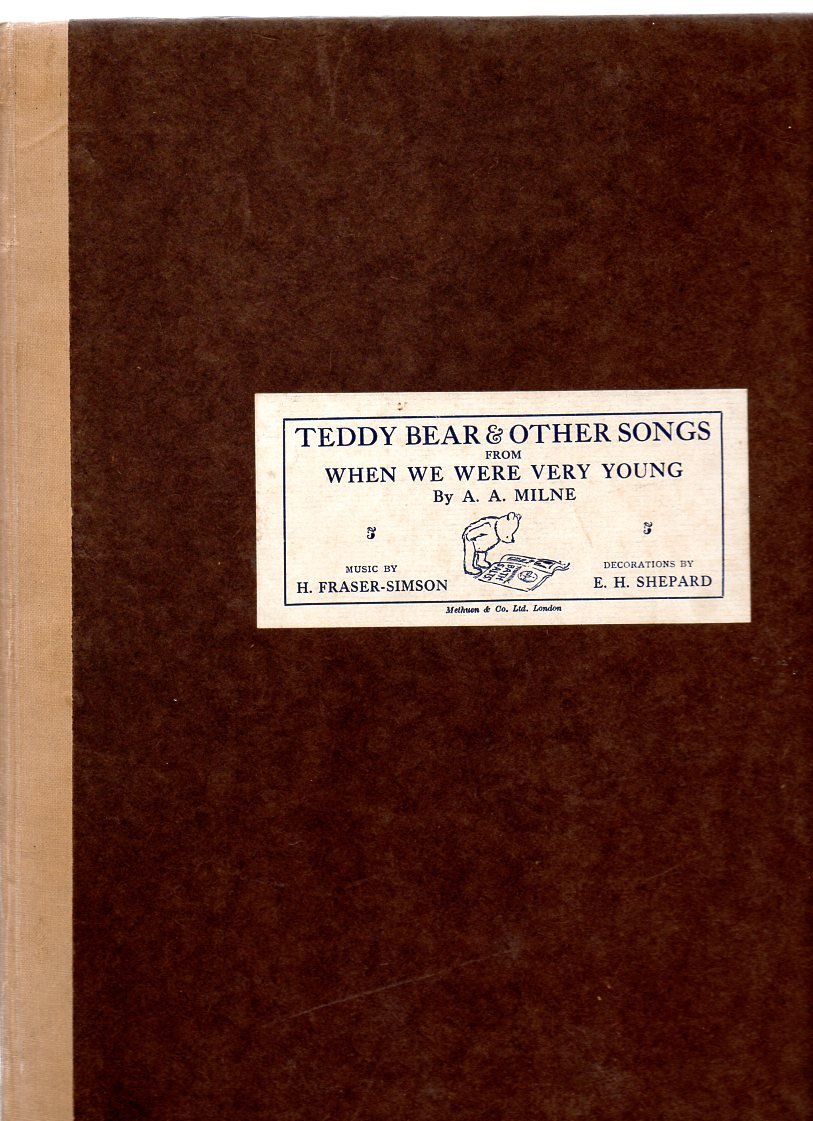 TEDDY BEAR & OTHER SONGS
FROM
WHEN WE WERE VERY YOUNG
By A. A. MILNE
MUSIC BY
H. FRASER-SIMSON
DECORATIONS BY
E. H. SHEPARD
BATH
Methuen & Co. Ltd. London